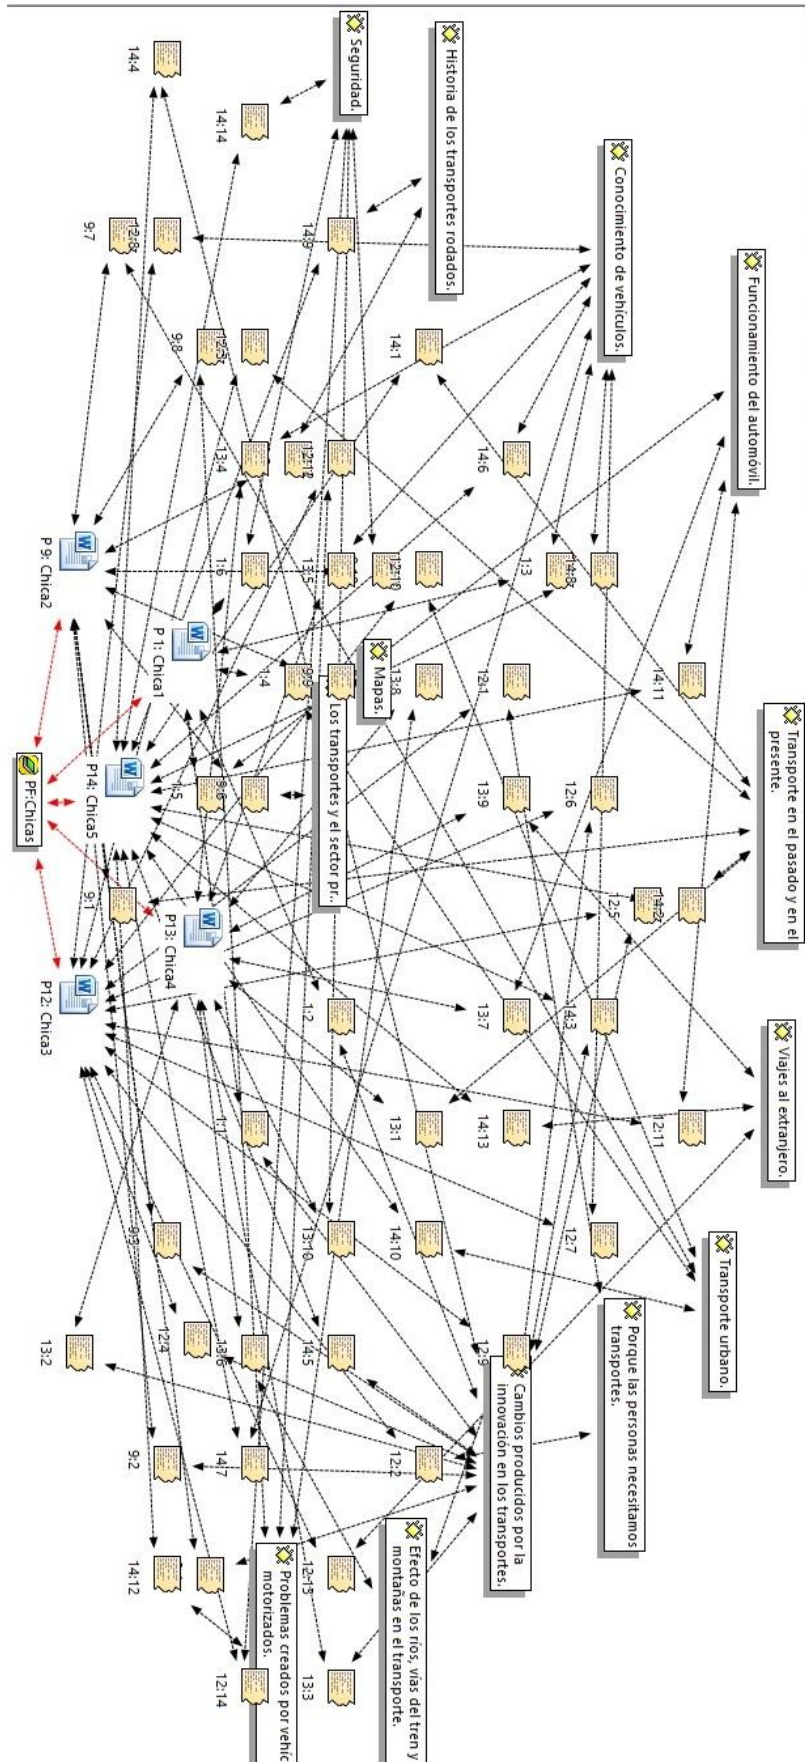 Transporte en el pasado y en el
presente.
Viajes al extranjero.
Funcionamiento del automóvil.
Transporte urbano.
Conocimiento de vehículos.
Porque las personas necesitamos
transportes.
14:11
14:2
2:5
12:11
Cambios producidos por la
innovación en los transportes.
14:8
1:3
12:6
14:3
12:7
Historia de los transportes rodados.
14:6
12:1
13:9
13:7
14:13
12:9
Efecto de los ríos, vías del tren y
montañas en el transporte.
Seguridad.
14:1
12:10
13:8
Mapas
13:1
14:10
12:2
Los transportes y el sector pr..
14:9
12:12
13:5
9:9
1:2
13:10
14:5
12:13
13:3
Problemas creados por vehíc
motorizados.
14:14
12:3
13:4
1:6
1:4
9:6
1:1
13:6
14:7
12:14
9:8
1:5
12:4
14:4
12:8
9:3
9:2
14:12
9:7
9:1
13:2
P 1: Chica1
P13: Chica4
P14: Chica5
P 9: Chica2
P12: Chica3
PF:Chicas